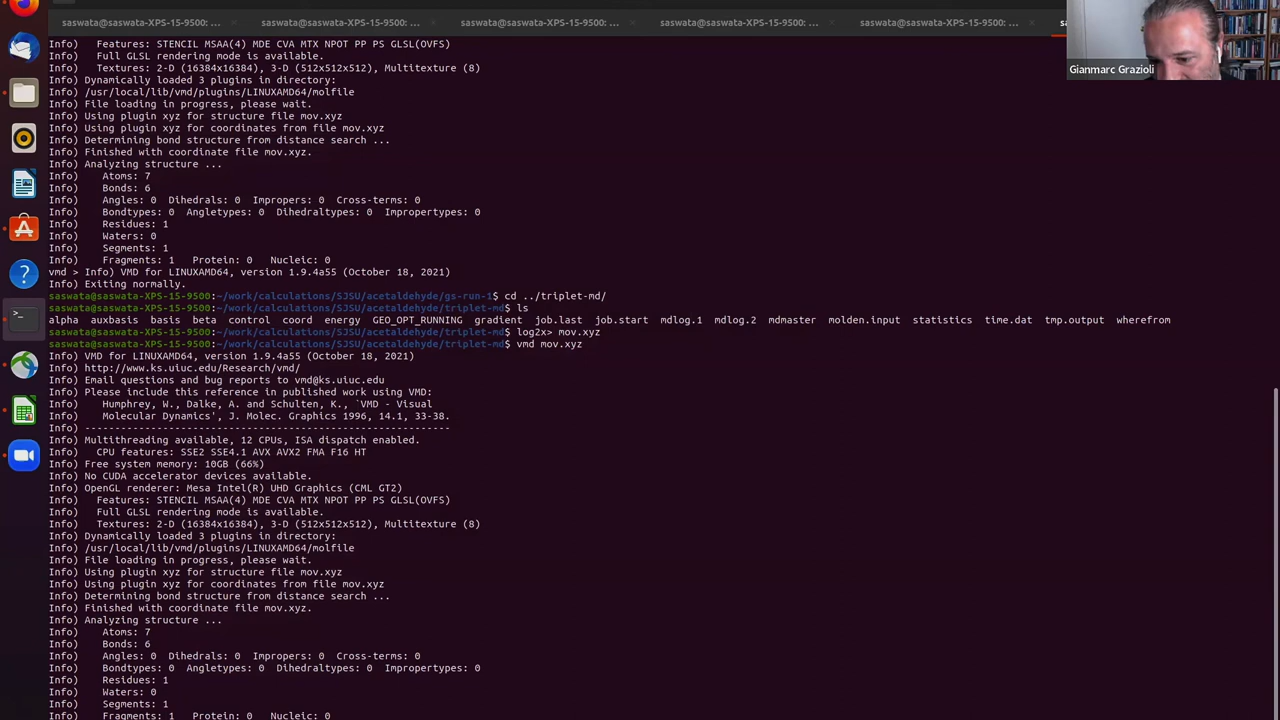 saswata@saswata-XPS-15-9500: ...
saswata@saswata-XPS-15-9500: ...
saswata@saswata-XPS-15-9500: ...
saswata@saswata-XPS-15-9500: ...
saswata@saswata-XPS-15-9500: ...
Gianmarc Grazioli
Info)    Features: STENCIL MSAA(4) MDE CVA MTX NPOT PP PS GLSL(OVFS)
Info)    Full GLSL rendering mode is available.
Info)    Textures: 2-D (16384x16384), 3-D (512x512x512), Multitexture (8)
Info) Dynamically loaded 3 plugins in directory:
Info) /usr/local/lib/vmd/plugins/LINUXAMD64/molfile
Info) File loading in progress, please wait.
Info) Using plugin xyz for structure file mov.xyz
Info) Using plugin xyz for coordinates from file mov.xyz
Info) Determining bond structure from distance search ...
Info) Finished with coordinate file mov.xyz.
Info) Analyzing structure ...
Info)    Atoms: 7
Info)    Bonds: 6
Info)    Angles: 0  Dihedrals: 0  Impropers: 0  Cross-terms: 0
Info)    Bondtypes: 0  Angletypes: 0  Dihedraltypes: 0  Impropertypes: 0
Info)    Residues: 1
Info)    Waters: 0
Info)    Segments: 1
Info)    Fragments: 1   Protein: 0   Nucleic: 0
vmd > Info) VMD for LINUXAMD64, version 1.9.4a55 (October 18, 2021)
Info) Exiting normally.
saswata@saswata-XPS-15-9500:~/work/calculations/SJSU/acetaldehyde/gs-run-1$ cd ../triplet-md/
saswata@saswata-XPS-15-9500:~/work/calculations/SJSU/acetaldehyde/triplet-md$ ls
alpha  auxbasis  basis  beta  control  coord  energy  GEO_OPT_RUNNING  gradient  job.last  job.start  mdlog.1  mdlog.2  mdmaster  molden.input  statistics  time.dat  tmp.output  wherefrom
saswata@saswata-XPS-15-9500:~/work/calculations/SJSU/acetaldehyde/triplet-md$ log2x> mov.xyz
saswata@saswata-XPS-15-9500:~/work/calculations/SJSU/acetaldehyde/triplet-md$ vmd mov.xyz
Info) VMD for LINUXAMD64, version 1.9.4a55 (October 18, 2021)
Info) http://www.ks.uiuc.edu/Research/vmd/
Info) Email questions and bug reports to vmd@ks.uiuc.edu
Info) Please include this reference in published work using VMD:
Info)    Humphrey, W., Dalke, A. and Schulten, K., `VMD - Visual
Info)    Molecular Dynamics', J. Molec. Graphics 1996, 14.1, 33-38.
Info) -------------------------------------------------------------
Info) Multithreading available, 12 CPUs, ISA dispatch enabled.
Info)   CPU features: SSE2 SSE4.1 AVX AVX2 FMA F16 HT
Info) Free system memory: 10GB (66%)
Info) No CUDA accelerator devices available.
Info) OpenGL renderer: Mesa Intel(R) UHD Graphics (CML GT2)
Info)    Features: STENCIL MSAA(4) MDE CVA MTX NPOT PP PS GLSL(OVFS)
Info)    Full GLSL rendering mode is available.
Info)    Textures: 2-D (16384x16384), 3-D (512x512x512), Multitexture (8)
Info) Dynamically loaded 3 plugins in directory:
Info) /usr/local/lib/vmd/plugins/LINUXAMD64/molfile
Info) File loading in progress, please wait.
Info) Using plugin xyz for structure file mov.xyz
Info) Using plugin xyz for coordinates from file mov.xyz
Info) Determining bond structure from distance search ...
Info) Finished with coordinate file mov.xyz.
Info) Analyzing structure ...
Info)    Atoms: 7
Info)    Bonds: 6
Info)    Angles: 0  Dihedrals: 0  Impropers: 0  Cross-terms: 0
Info)    Bondtypes: 0  Angletypes: 0  Dihedraltypes: 0  Impropertypes: 0
Info)    Residues: 1
Info)    Waters: 0
Info)    Segments: 1
Info)    Fragments: 1   Protein: 0   Nucleic: 0